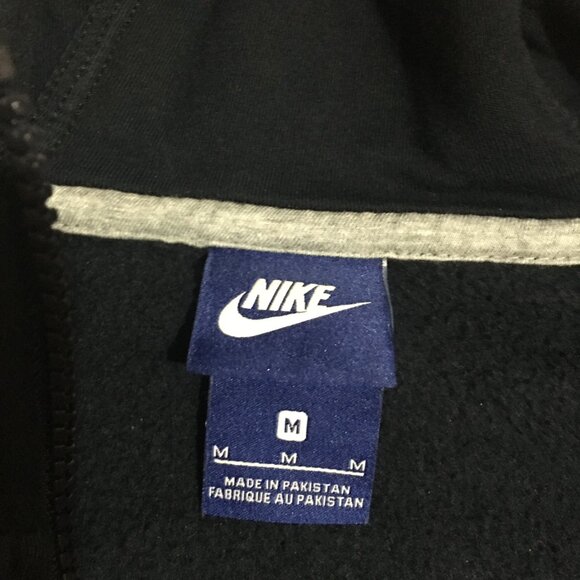 NIKE
M
M M M
MADE IN PAKISTAN
FABRIQUE AU PAKISTAN